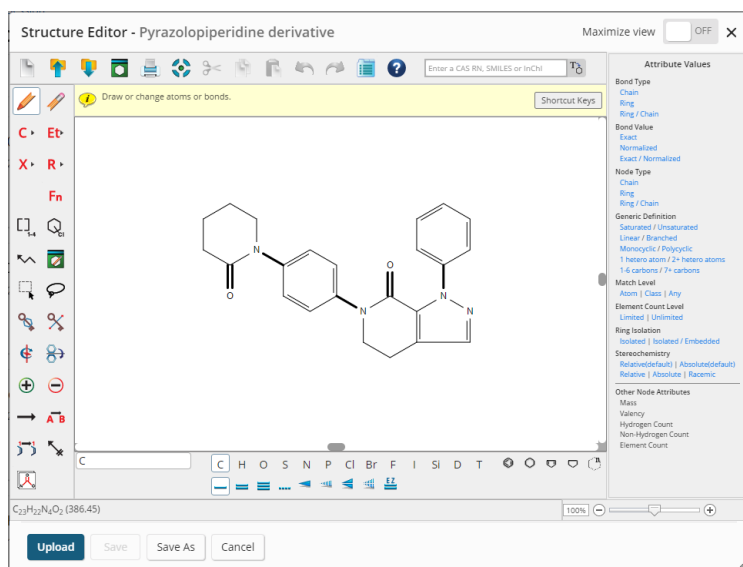 Structure Editor - Pyrazolopiperidine derivative
Maximize view OFF
Enter a CAS RN, SMILES or InChI
Draw or change atoms or bonds.
Shortcut Keys
C
Et
X
R
Fn
1-4
Cl
A B
N
O
N
O
N
N
C
C H O S N P Cl Br F I Si D T
n
EZ
C23H22N4O2 (386.45)
100%
Upload Save Save As Cancel
Attribute Values
Bond Type
Chain
Ring
Ring / Chain
Bond Value
Exact
Normalized
Exact / Normalized
Node Type
Chain
Ring
Ring / Chain
Generic Definition
Saturated / Unsaturated
Linear / Branched
Monocyclic / Polycyclic
1 hetero atom / 2+ hetero atoms
1-6 carbons / 7+ carbons
Match Level
Atom | Class | Any
Element Count Level
Limited | Unlimited
Ring Isolation
Isolated | Isolated / Embedded
Stereochemistry
Relative(default) | Absolute(default)
Relative | Absolute | Racemic
Other Node Attributes
Mass
Valency
Hydrogen Count
Non-Hydrogen Count
Element Count